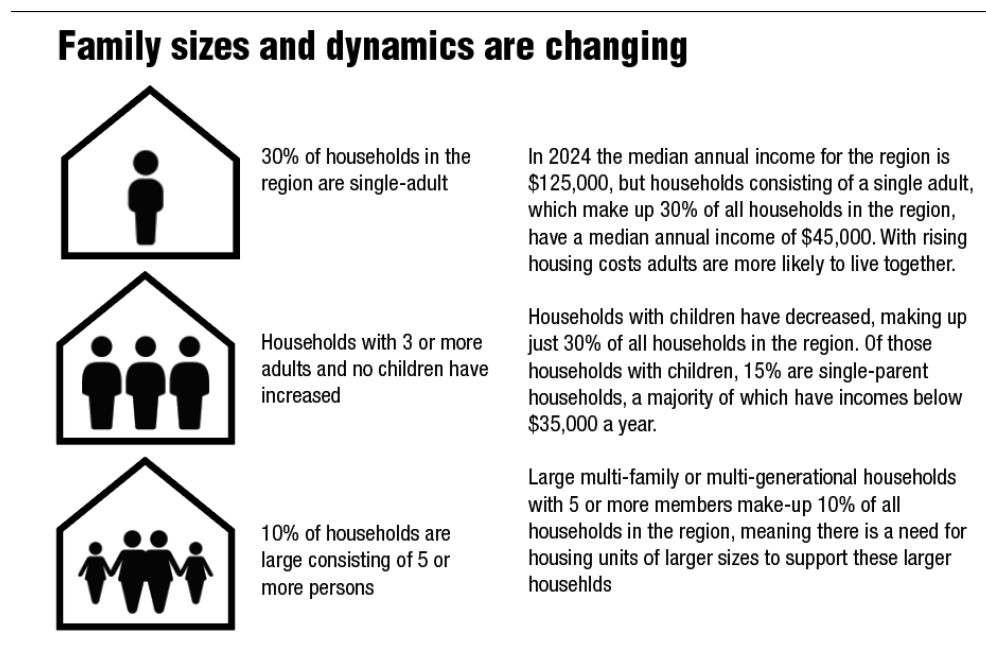 Family sizes and dynamics are changing
30% of households in the
region are single-adult
In 2024 the median annual income for the region is
$125,000, but households consisting of a single adult,
which make up 30% of all households in the region,
have a median annual income of $45,000. With rising
housing costs adults are more likely to live together.
Households with 3 or more
adults and no children have
increased
Households with children have decreased, making up
just 30% of all households in the region. Of those
households with children, 15% are single-parent
households, a majority of which have incomes below
$35,000 a year.
10% of households are
large consisting of 5 or
more persons
Large multi-family or multi-generational households
with 5 or more members make-up 10% of all
households in the region, meaning there is a need for
housing units of larger sizes to support these larger
househlds